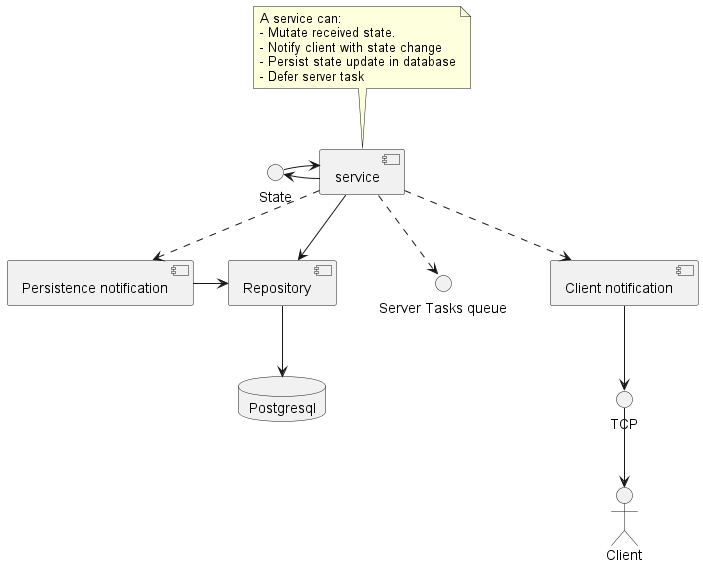 A service can:
- Mutate received state.
- Notify client with state change
- Persist state update in database
- Defer server task
service
State
Persistence notification
Repository
Server Tasks queue
Client notification
Postgresql
TCP
Client